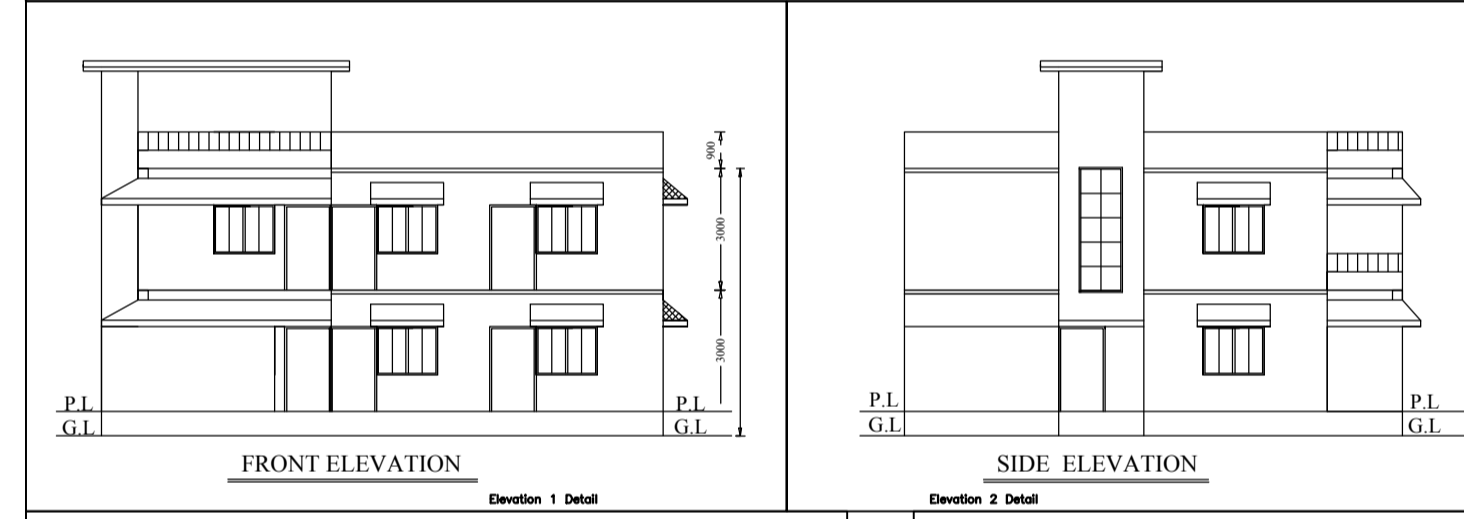 900
3000
3000
P.L
P.L
G.L
G.L
FRONT ELEVATION
Elevation 1 Detail
P.L
P.L
G.L
G.L
SIDE ELEVATION
Elevation 2 Detail